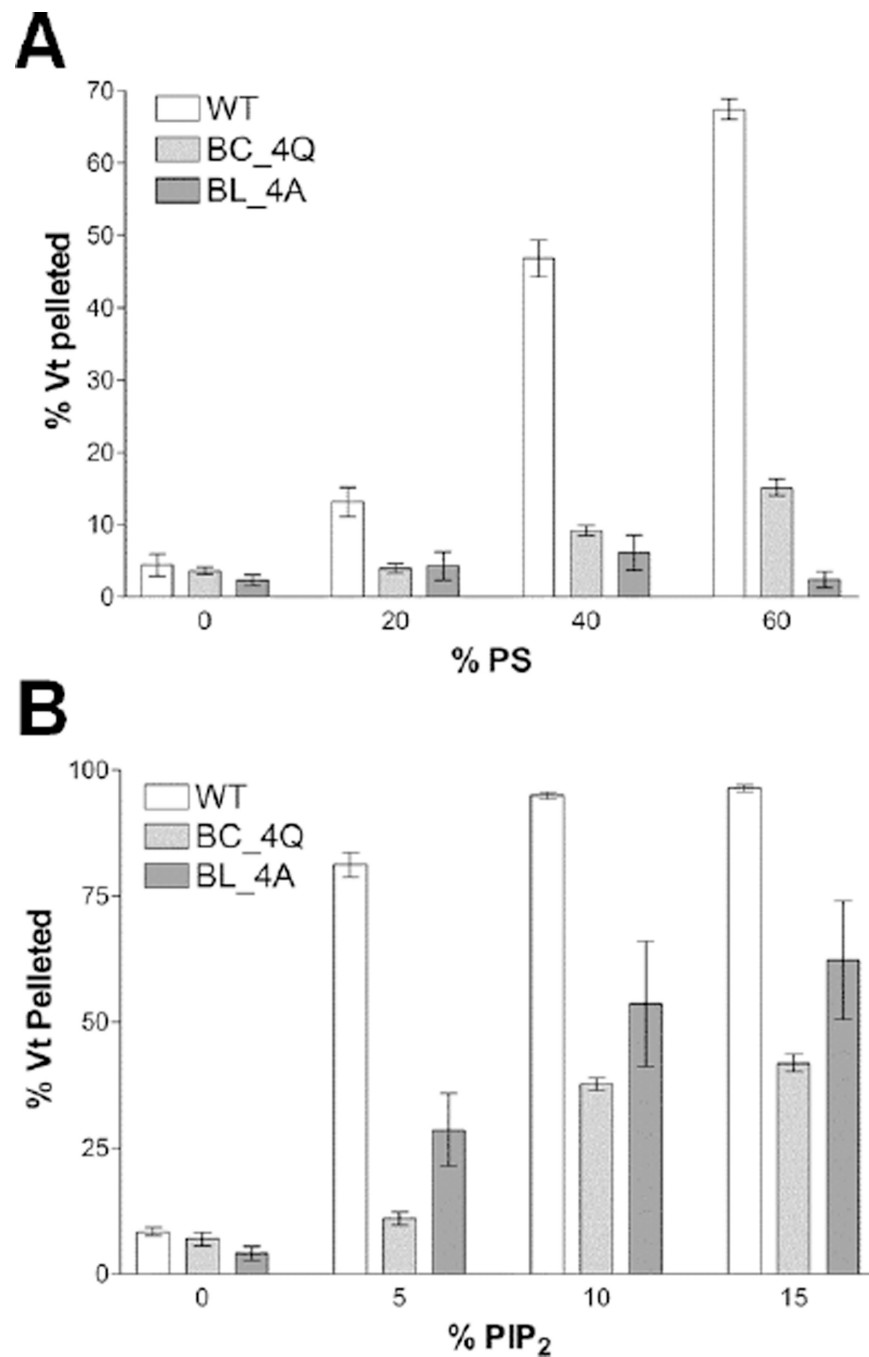 A
% Vt pelleted
70
60
50
40
30
20
10
0
WT
BC_4Q
BL_4A
0 20 40 60
% PS
B
% Vt Pelleted
100
75
50
25
0
WT
BC_4Q
BL_4A
0 5 10 15
% PIP₂